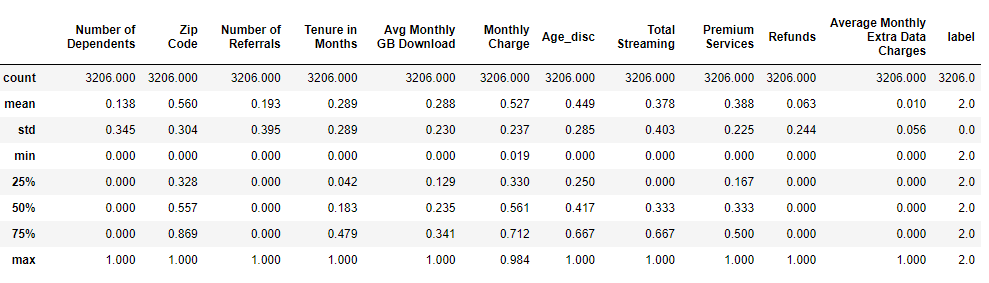 Number of Dependents Zip Code Number of Referrals Tenure in Months Avg Monthly GB Download Monthly Charge Age_disc Total Streaming Premium Services Refunds Average Monthly Extra Data Charges label
count 3206.000 3206.000 3206.000 3206.000 3206.000 3206.000 3206.000 3206.000 3206.000 3206.000 3206.000 3206.0
mean 0.138 0.560 0.193 0.289 0.288 0.527 0.449 0.378 0.388 0.063 0.010 2.0
std 0.345 0.304 0.395 0.289 0.230 0.237 0.285 0.403 0.225 0.244 0.056 0.0
min 0.000 0.000 0.000 0.000 0.000 0.019 0.000 0.000 0.000 0.000 0.000 2.0
25% 0.000 0.328 0.000 0.042 0.129 0.330 0.250 0.000 0.167 0.000 0.000 2.0
50% 0.000 0.557 0.000 0.183 0.235 0.561 0.417 0.333 0.333 0.000 0.000 2.0
75% 0.000 0.869 0.000 0.479 0.341 0.712 0.667 0.667 0.500 0.000 0.000 2.0
max 1.000 1.000 1.000 1.000 1.000 0.984 1.000 1.000 1.000 1.000 1.000 2.0